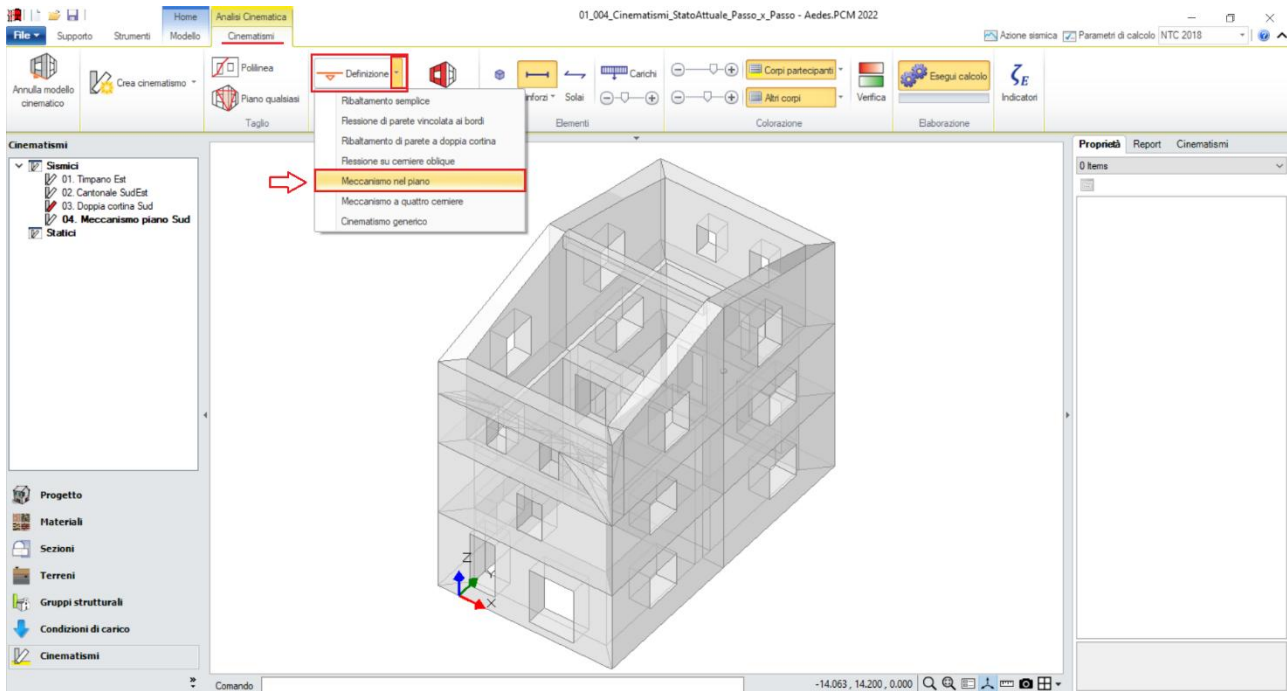 01_004_Cinematismi_StatoAttuale_Passo_x_Passo - Aedes.PCM 2022
Home
Analisi Cinematica
File
Supporto
Strumenti
Modello
Cinematismi
Azione sismica
Parametri di calcolo
NTC 2018
Annulla modello
cinematico
Crea cinematismo
Polilinea
Piano qualsiasi
Taglio
Definizione
Ribaltamento semplice
Flessione di parete vincolata ai bordi
Ribaltamento di parete a doppia cortina
Flessione su cerniere oblique
Meccanismo nel piano
Meccanismo a quattro cerniere
Cinematismo generico
nforzi
Solai
Carichi
Elementi
Corpi partecipanti
Altri corpi
Verifica
Colorazione
Esegui calcolo
Elaborazione
ζE
Indicatori
Cinematismi
Sismici
01. Timpano Est
02. Cantonale SudEst
03. Doppia cortina Sud
04. Meccanismo piano Sud
Statici
Progetto
Materiali
Sezioni
Terreni
Gruppi strutturali
Condizioni di carico
Cinematismi
Z
Y
X
Proprietà
Report
Cinematismi
0 Items
Comando
-14.063 , 14.200 , 0.000